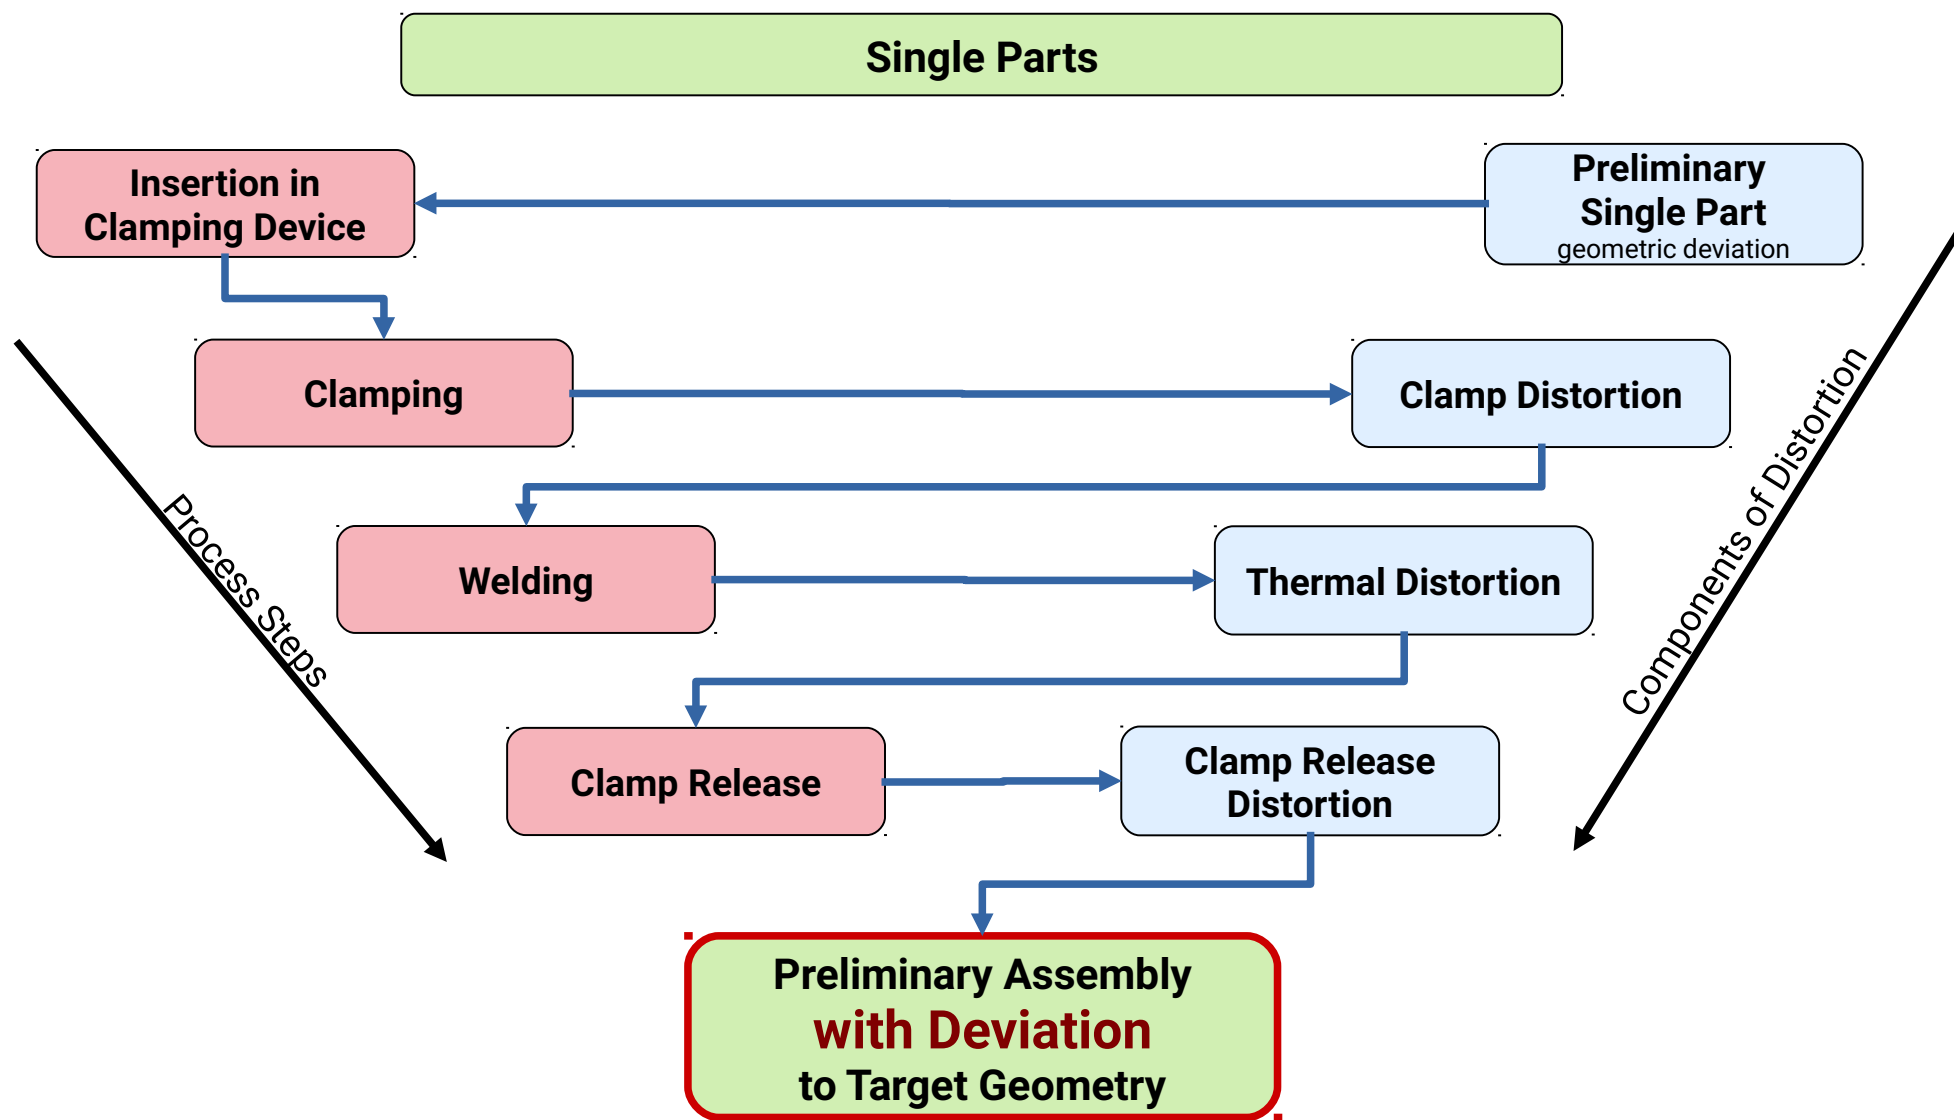 Single Parts
Insertion in
Clamping Device
Preliminary
Single Part
geometric deviation
Clamping
Clamp Distortion
Process Steps
Components of Distortion
Welding
Thermal Distortion
Clamp Release
Clamp Release
Distortion
Preliminary Assembly
with Deviation
to Target Geometry